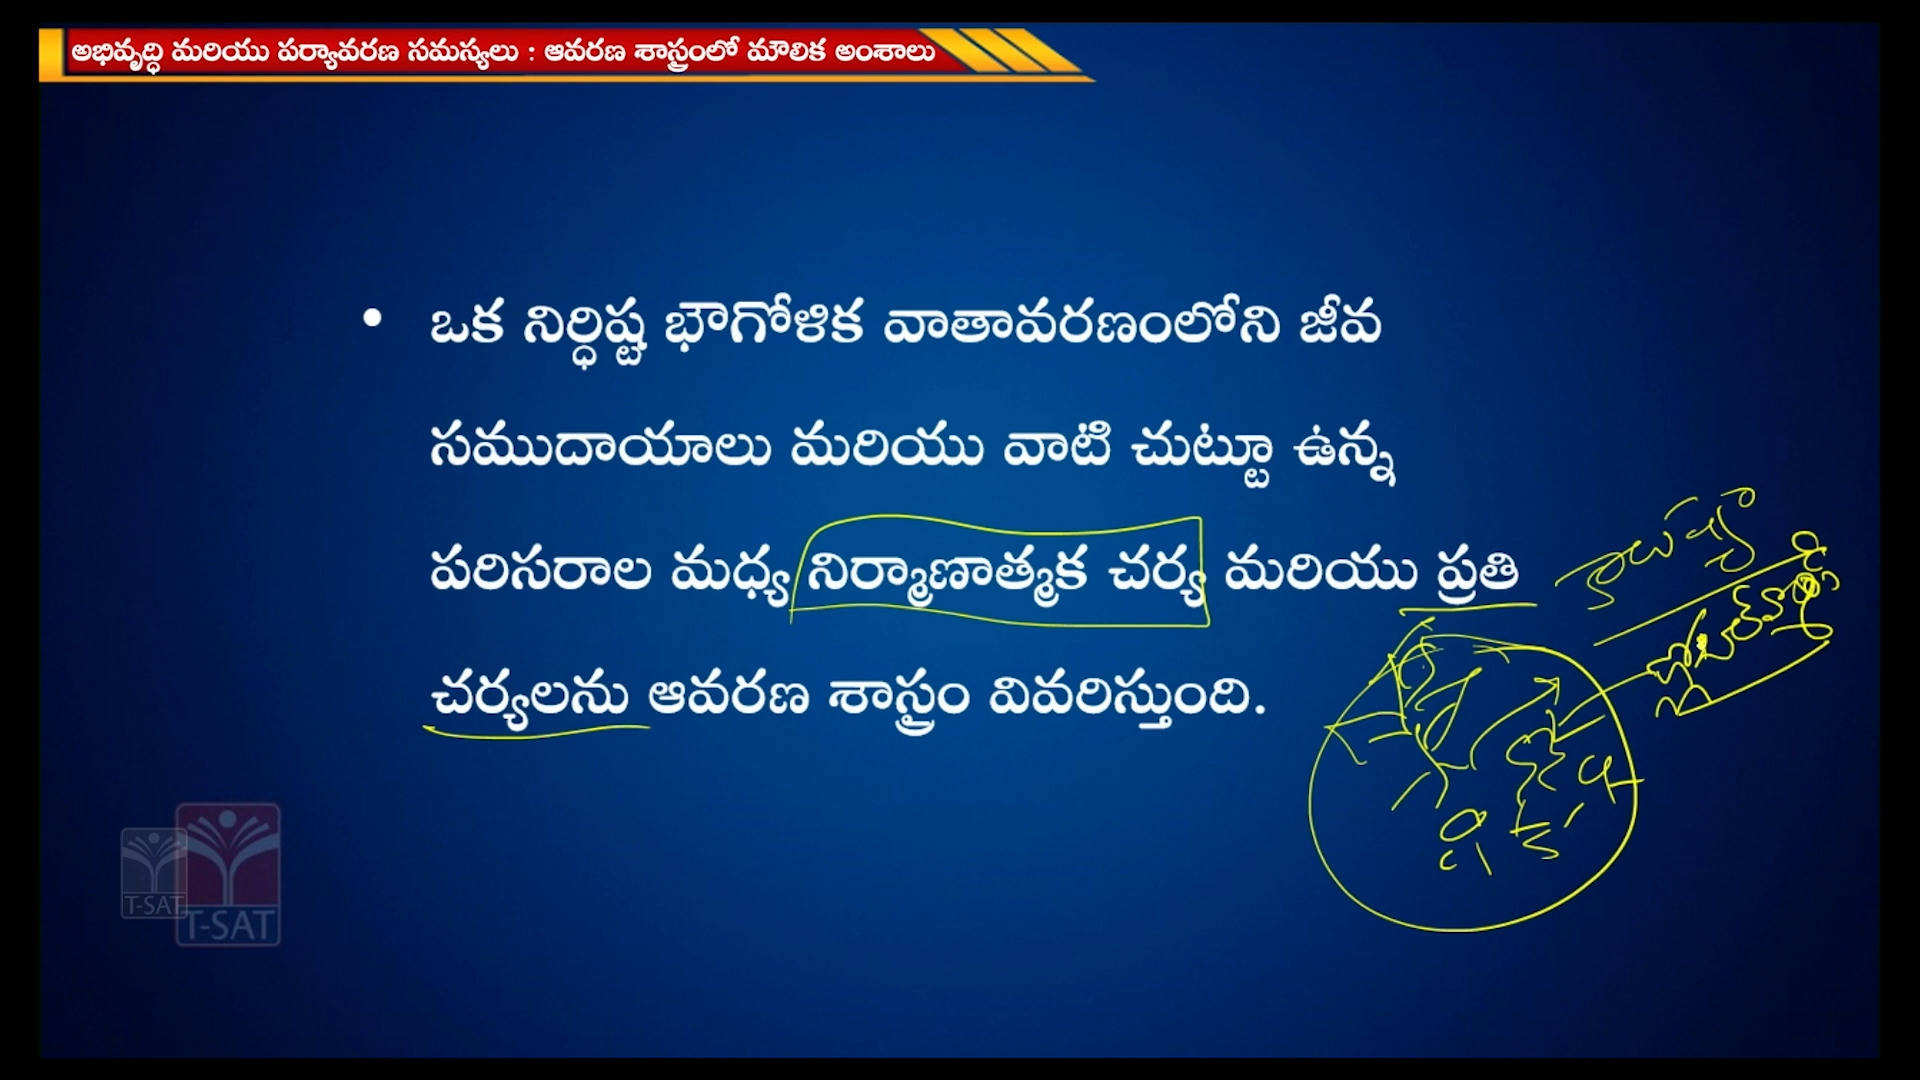 అభివృద్ధి మరియు పర్యావరణ సమస్యలు : ఆవరణ శాస్త్రంలో మౌలిక అంశాలు
• ఒక నిర్ధిష్ట భౌగోళిక వాతావరణంలోని జీవ
సముదాయాలు మరియు వాటి చుట్టూ ఉన్న
పరిసరాల మధ్య నిర్మాణాత్మక చర్య మరియు ప్రతి
చర్యలను ఆవరణ శాస్త్రం వివరిస్తుంది.
T-SAT
T-SAT